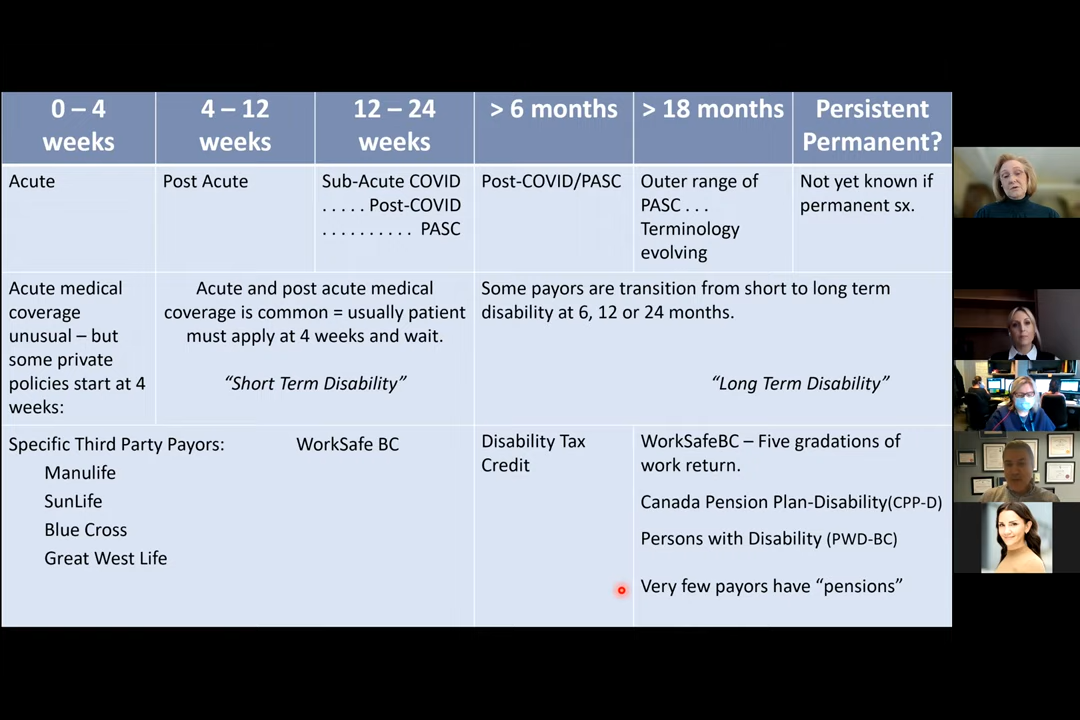 0 – 4
weeks
4 – 12
weeks
12 – 24
weeks
> 6 months
> 18 months
Persistent
Permanent?
Acute
Post Acute
Sub-Acute COVID
. . . . . Post-COVID
. . . . . . . . . . PASC
Post-COVID/PASC
Outer range of
PASC . . .
Terminology
evolving
Not yet known if
permanent sx.
Acute medical
coverage
unusual – but
some private
policies start at 4
weeks:
Acute and post acute medical
coverage is common = usually patient
must apply at 4 weeks and wait.
“Short Term Disability”
Some payors are transition from short to long term
disability at 6, 12 or 24 months.
“Long Term Disability”
Specific Third Party Payors:
Manulife
SunLife
Blue Cross
Great West Life
WorkSafe BC
Disability Tax
Credit
WorkSafeBC – Five gradations of
work return.
Canada Pension Plan-Disability(CPP-D)
Persons with Disability (PWD-BC)
Very few payors have “pensions”